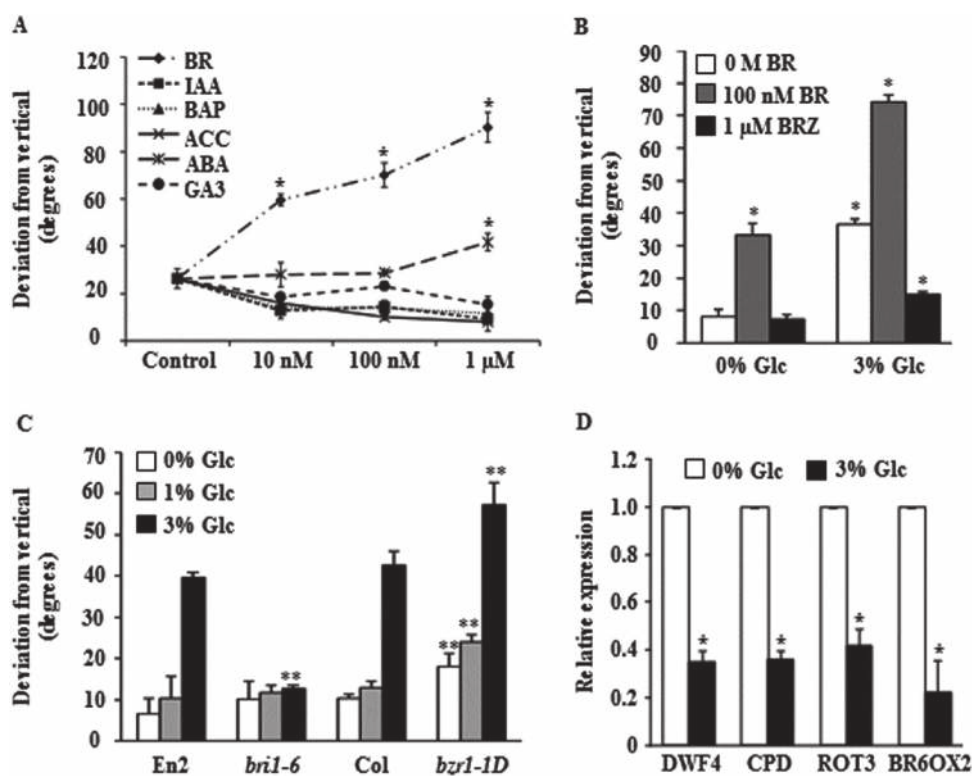 A
Deviation from vertical
(degrees)
120
100
80
60
40
20
0
BR
IAA
BAP
ACC
ABA
GA3
*
*
*
*
Control 10 nM 100 nM 1 µM
B
Deviation from vertical
(degrees)
90
80
70
60
50
40
30
20
10
0
0 M BR
100 nM BR
1 µM BRZ
*
*
*
*
0% Glc 3% Glc
C
Deviation from vertical
(degrees)
70
60
50
40
30
20
10
0
0% Glc
1% Glc
3% Glc
**
**
**
**
En2 bri1-6 Col bzr1-1D
D
Relative expression
1.2
1.0
0.8
0.6
0.4
0.2
0
0% Glc 3% Glc
*
*
*
*
DWF4 CPD ROT3 BR6OX2